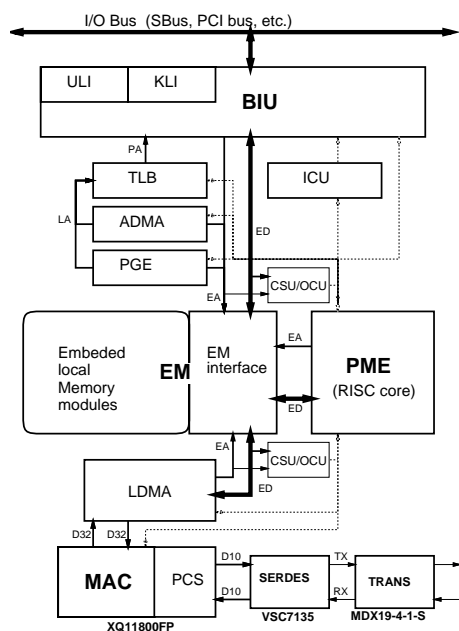 I/O Bus (SBus, PCI bus, etc.)
ULI
KLI
BIU
PA
TLB
ICU
LA
ADMA
ED
PGE
CSU/OCU
EA
Embeded
local
Memory
modules
EM
EM
interface
EA
PME
(RISC core)
ED
EA
CSU/OCU
LDMA
ED
D32
D32
MAC
PCS
D10
D10
SERDES
TX
RX
TRANS
XQ11800FP
VSC7135
MDX19-4-1-S